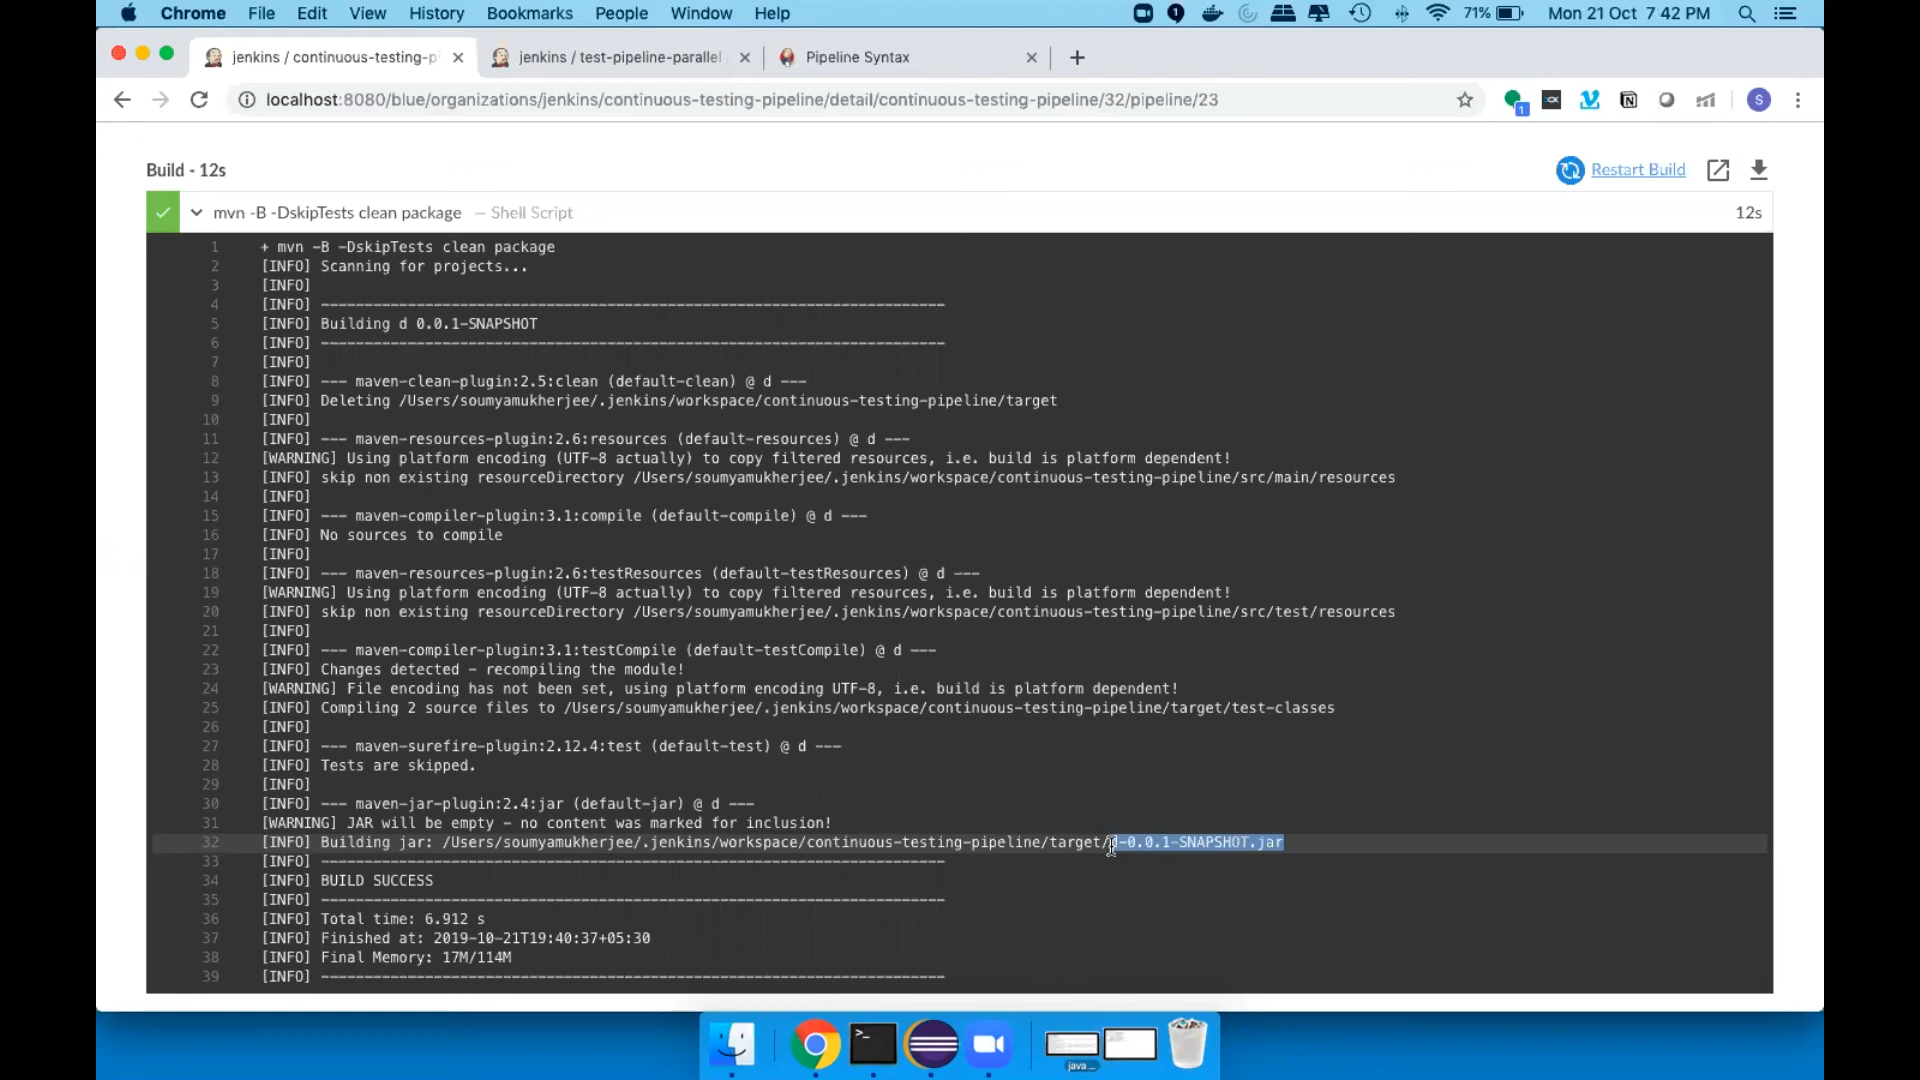 Chrome File Edit View History Bookmarks People Window Help 71% Mon 21 Oct 7:42 PM
jenkins / continuous-testing-p jenkins / test-pipeline-parallel Pipeline Syntax
localhost:8080/blue/organizations/jenkins/continuous-testing-pipeline/detail/continuous-testing-pipeline/32/pipeline/23 1 S
Build - 12s Restart Build
mvn -B -DskipTests clean package — Shell Script 12s
1 + mvn -B -DskipTests clean package
2 [INFO] Scanning for projects...
3 [INFO]
4 [INFO] ------------------------------------------------------------------------
5 [INFO] Building d 0.0.1-SNAPSHOT
6 [INFO] ------------------------------------------------------------------------
7 [INFO]
8 [INFO] --- maven-clean-plugin:2.5:clean (default-clean) @ d ---
9 [INFO] Deleting /Users/soumyamukherjee/.jenkins/workspace/continuous-testing-pipeline/target
10 [INFO]
11 [INFO] --- maven-resources-plugin:2.6:resources (default-resources) @ d ---
12 [WARNING] Using platform encoding (UTF-8 actually) to copy filtered resources, i.e. build is platform dependent!
13 [INFO] skip non existing resourceDirectory /Users/soumyamukherjee/.jenkins/workspace/continuous-testing-pipeline/src/main/resources
14 [INFO]
15 [INFO] --- maven-compiler-plugin:3.1:compile (default-compile) @ d ---
16 [INFO] No sources to compile
17 [INFO]
18 [INFO] --- maven-resources-plugin:2.6:testResources (default-testResources) @ d ---
19 [WARNING] Using platform encoding (UTF-8 actually) to copy filtered resources, i.e. build is platform dependent!
20 [INFO] skip non existing resourceDirectory /Users/soumyamukherjee/.jenkins/workspace/continuous-testing-pipeline/src/test/resources
21 [INFO]
22 [INFO] --- maven-compiler-plugin:3.1:testCompile (default-testCompile) @ d ---
23 [INFO] Changes detected - recompiling the module!
24 [WARNING] File encoding has not been set, using platform encoding UTF-8, i.e. build is platform dependent!
25 [INFO] Compiling 2 source files to /Users/soumyamukherjee/.jenkins/workspace/continuous-testing-pipeline/target/test-classes
26 [INFO]
27 [INFO] --- maven-surefire-plugin:2.12.4:test (default-test) @ d ---
28 [INFO] Tests are skipped.
29 [INFO]
30 [INFO] --- maven-jar-plugin:2.4:jar (default-jar) @ d ---
31 [WARNING] JAR will be empty - no content was marked for inclusion!
32 [INFO] Building jar: /Users/soumyamukherjee/.jenkins/workspace/continuous-testing-pipeline/target/d-0.0.1-SNAPSHOT.jar
33 [INFO] ------------------------------------------------------------------------
34 [INFO] BUILD SUCCESS
35 [INFO] ------------------------------------------------------------------------
36 [INFO] Total time: 6.912 s
37 [INFO] Finished at: 2019-10-21T19:40:37+05:30
38 [INFO] Final Memory: 17M/114M
39 [INFO] ------------------------------------------------------------------------
java...